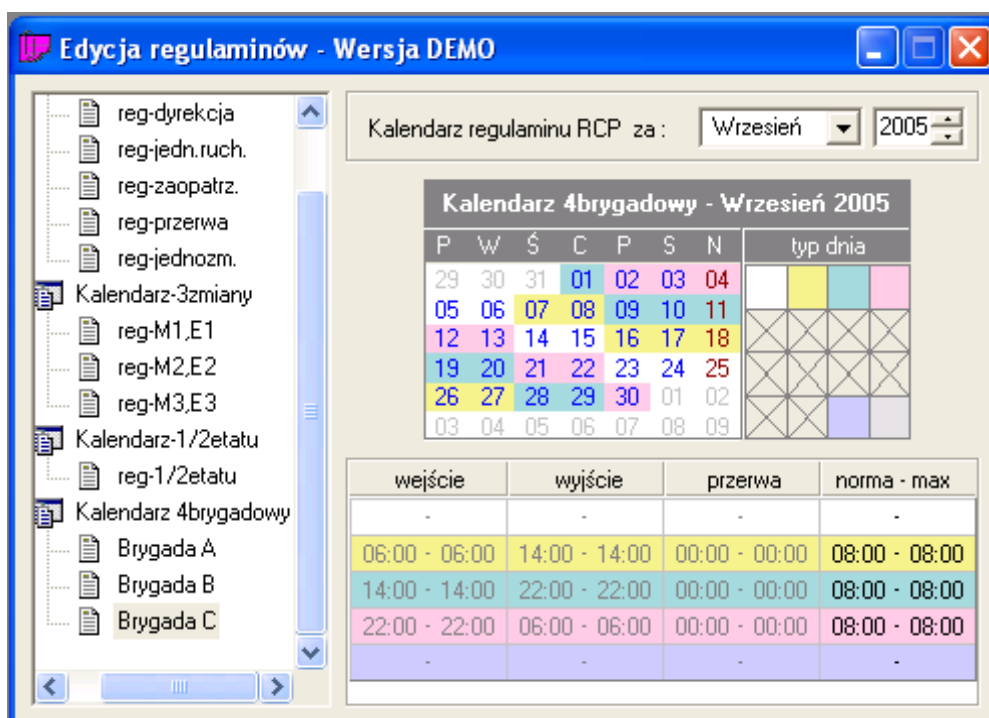 Edycja regulaminów - Wersja DEMO
reg-dyrekcja
reg-jedn.ruch.
reg-zaopatrz.
reg-przerwa
reg-jednozm.
Kalendarz-3zmiany
reg-M1,E1
reg-M2,E2
reg-M3,E3
Kalendarz-1/2etatu
reg-1/2etatu
Kalendarz 4brygadowy
Brygada A
Brygada B
Brygada C
Kalendarz regulaminu RCP za : Wrzesień 2005
Kalendarz 4brygadowy - Wrzesień 2005
P W Ś C P S N typ dnia
29 30 31 01 02 03 04
05 06 07 08 09 10 11
12 13 14 15 16 17 18
19 20 21 22 23 24 25
26 27 28 29 30 01 02
03 04 05 06 07 08 09
wejście wyjście przerwa norma - max
- - - -
06:00 - 06:00 14:00 - 14:00 00:00 - 00:00 08:00 - 08:00
14:00 - 14:00 22:00 - 22:00 00:00 - 00:00 08:00 - 08:00
22:00 - 22:00 06:00 - 06:00 00:00 - 00:00 08:00 - 08:00
- - - -